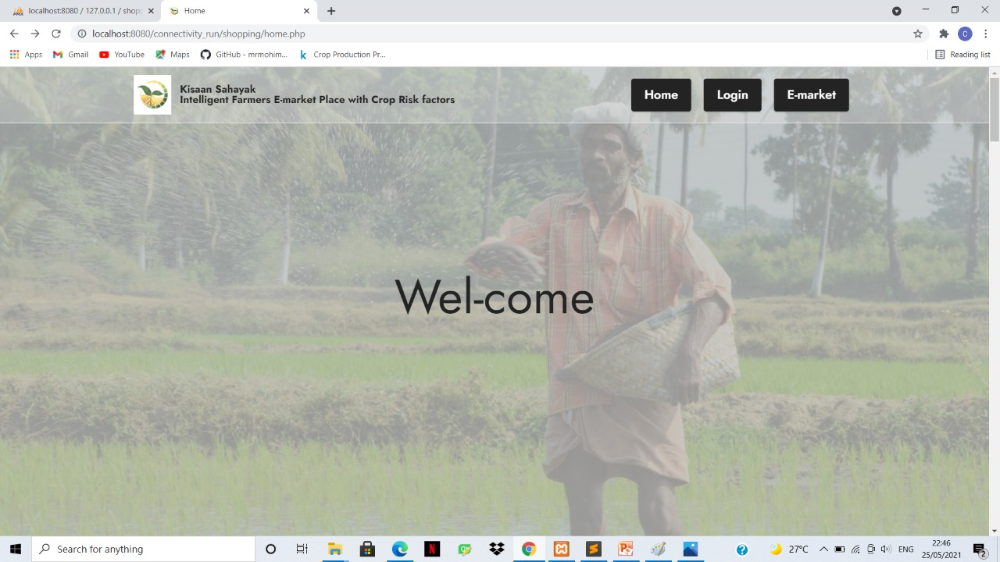 localhost:8080 / 127.0.0.1 / shop
Home
localhost:8080/connectivity_run/shopping/home.php
Apps
Gmail
YouTube
Maps
GitHub - mrmohim...
Crop Production Pr...
Reading list
Kisaan Sahayak
Intelligent Farmers E-market Place with Crop Risk factors
Home
Login
E-market
Wel-come
Search for anything
27°C
ENG
22:46
25/05/2021
2